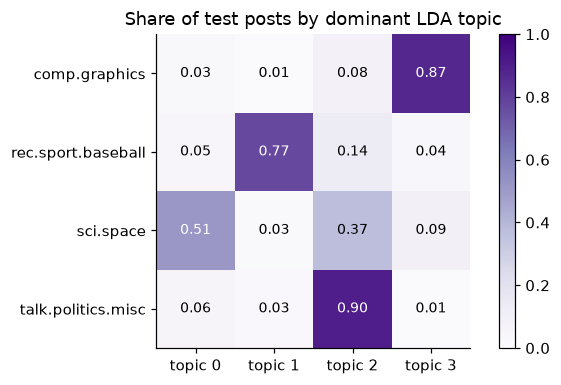 Share of test posts by dominant LDA topic
comp.graphics 0.03 0.01 0.08 0.87
rec.sport.baseball 0.05 0.77 0.14 0.04
sci.space 0.51 0.03 0.37 0.09
talk.politics.misc 0.06 0.03 0.90 0.01
topic 0 topic 1 topic 2 topic 3
1.0
0.8
0.6
0.4
0.2
0.0